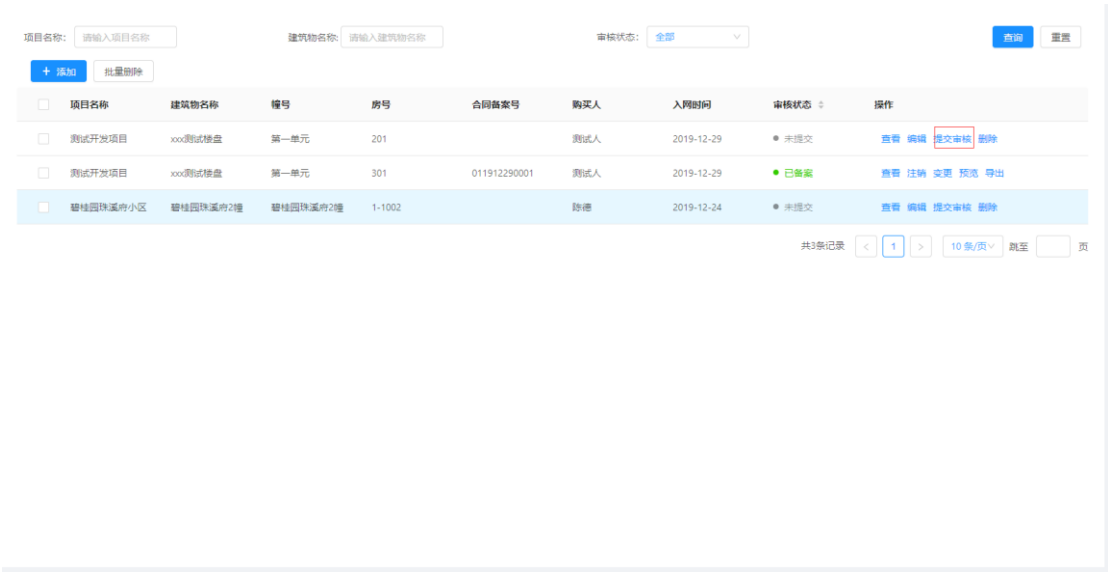 项目名称： 请输入项目名称 建筑物名称: 请输入建筑物名称 审核状态： 全部 查询 重置
+ 添加 批量删除
项目名称 建筑物名称 幢号 房号 合同备案号 购买人 入网时间 审核状态 操作
测试开发项目 xxx测试楼盘 第一单元 201 测试人 2019-12-29 未提交 查看 编辑 提交审核 删除
测试开发项目 xxx测试楼盘 第一单元 301 011912290001 测试人 2019-12-29 已备案 查看 注销 变更 预览 导出
碧桂园珠溪府小区 碧桂园珠溪府2幢 碧桂园珠溪府2幢 1-1002 陈德 2019-12-24 未提交 查看 编辑 提交审核 删除
共3条记录 < 1 > 10 条/页 跳至 页